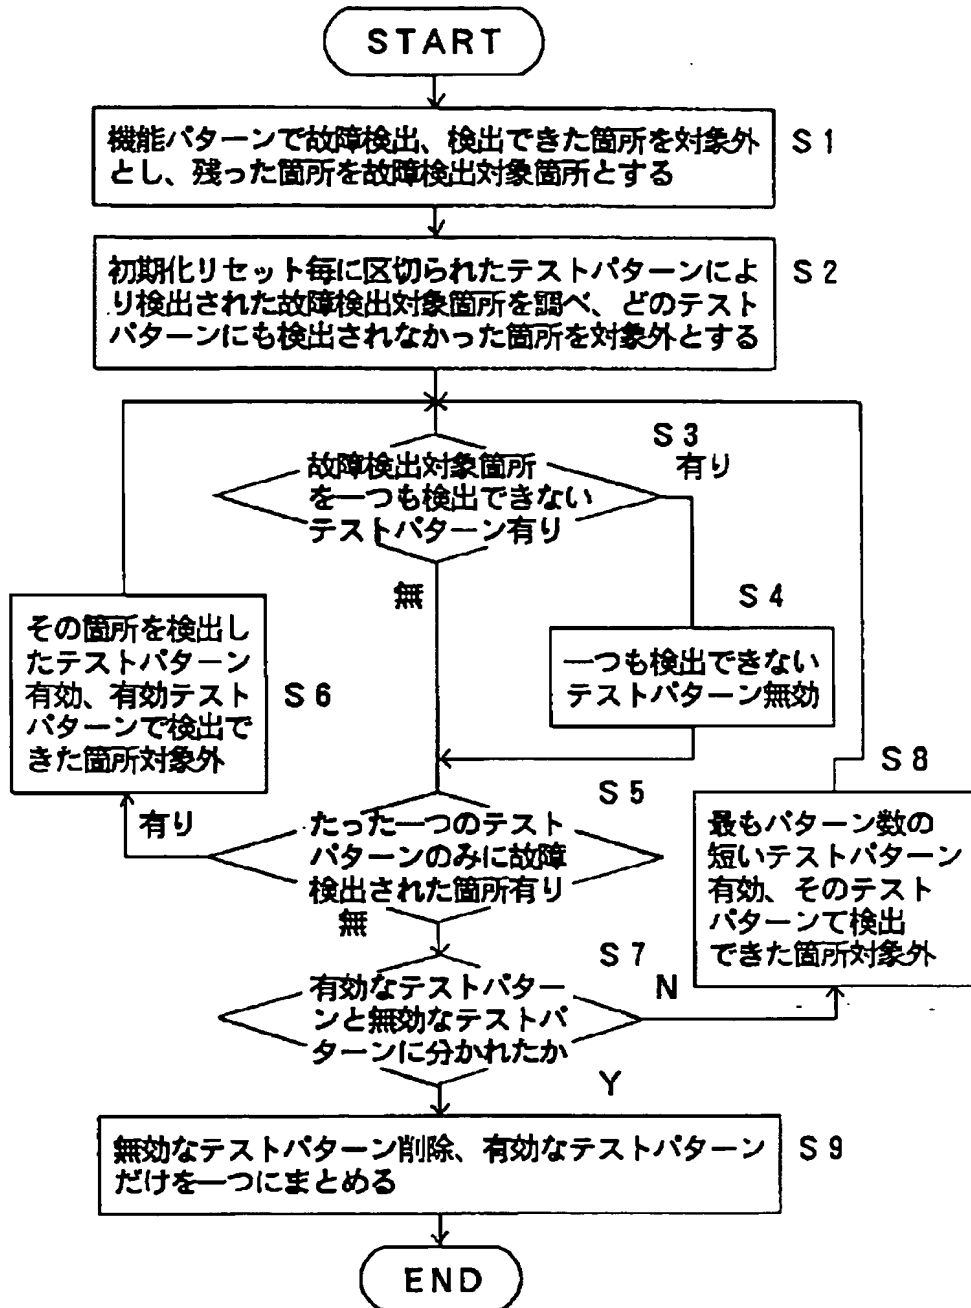 START
機能パターンで故障検出、検出できた箇所を対象外
とし、残った箇所を故障検出対象箇所とする
S1
初期化リセット毎に区切られたテストパターンによ
り検出された故障検出対象箇所を調べ、どのテスト
パターンにも検出されなかった箇所を対象外とする
S2
S3
故障検出対象箇所
を一つも検出できない
テストパターン有り
有り
無
S4
一つも検出できない
テストパターン無効
その箇所を検出し
たテストパターン
有効、有効テスト
パターンで検出で
きた箇所対象外
S6
S5
たった一つのテスト
パターンのみに故障
検出された箇所有り
有り
無
S8
最もパターン数の
短いテストパターン
有効、そのテスト
パターンて検出
できた箇所対象外
S7
有効なテストパター
ンと無効なテストパ
ターンに分かれたか
N
Y
無効なテストパターン削除、有効なテストパターン
だけを一つにまとめる
S9
END